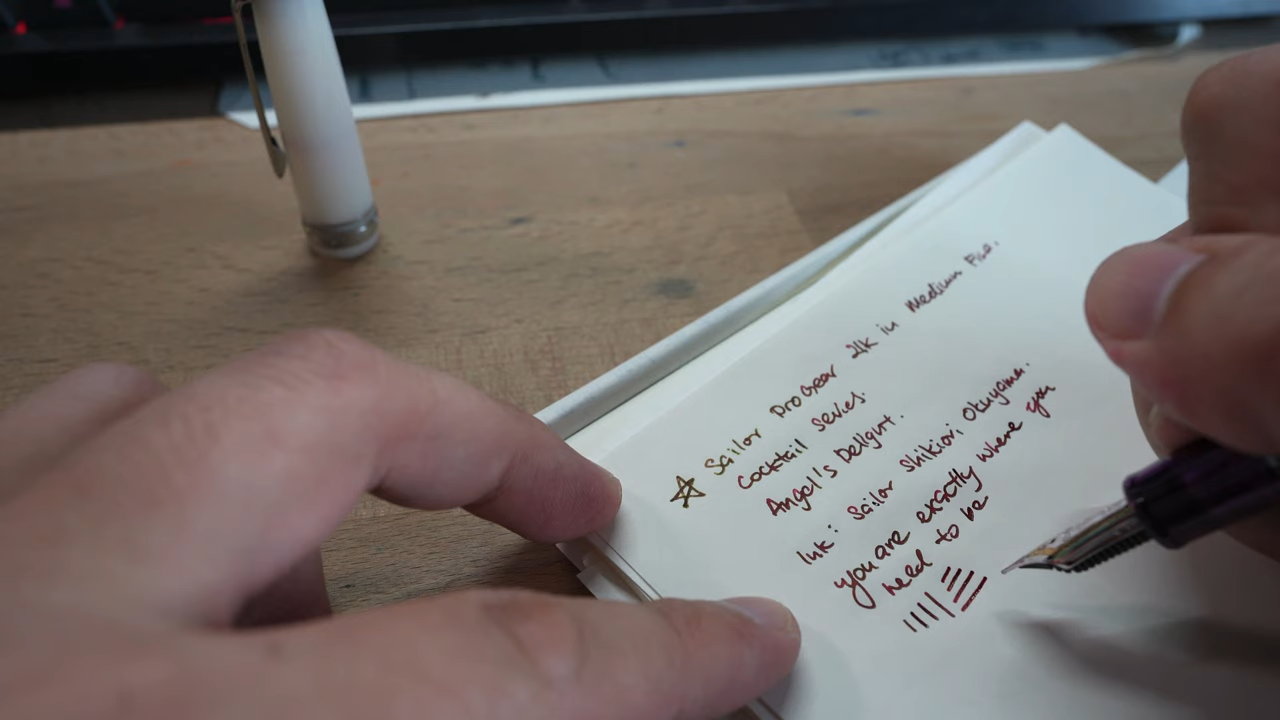 Sailor ProGear 21k in Medium Fine.
Cocktail series.
Angel's Delight.
Ink: Sailor Shikiori Okuyama.
you are exactly where you
need to be